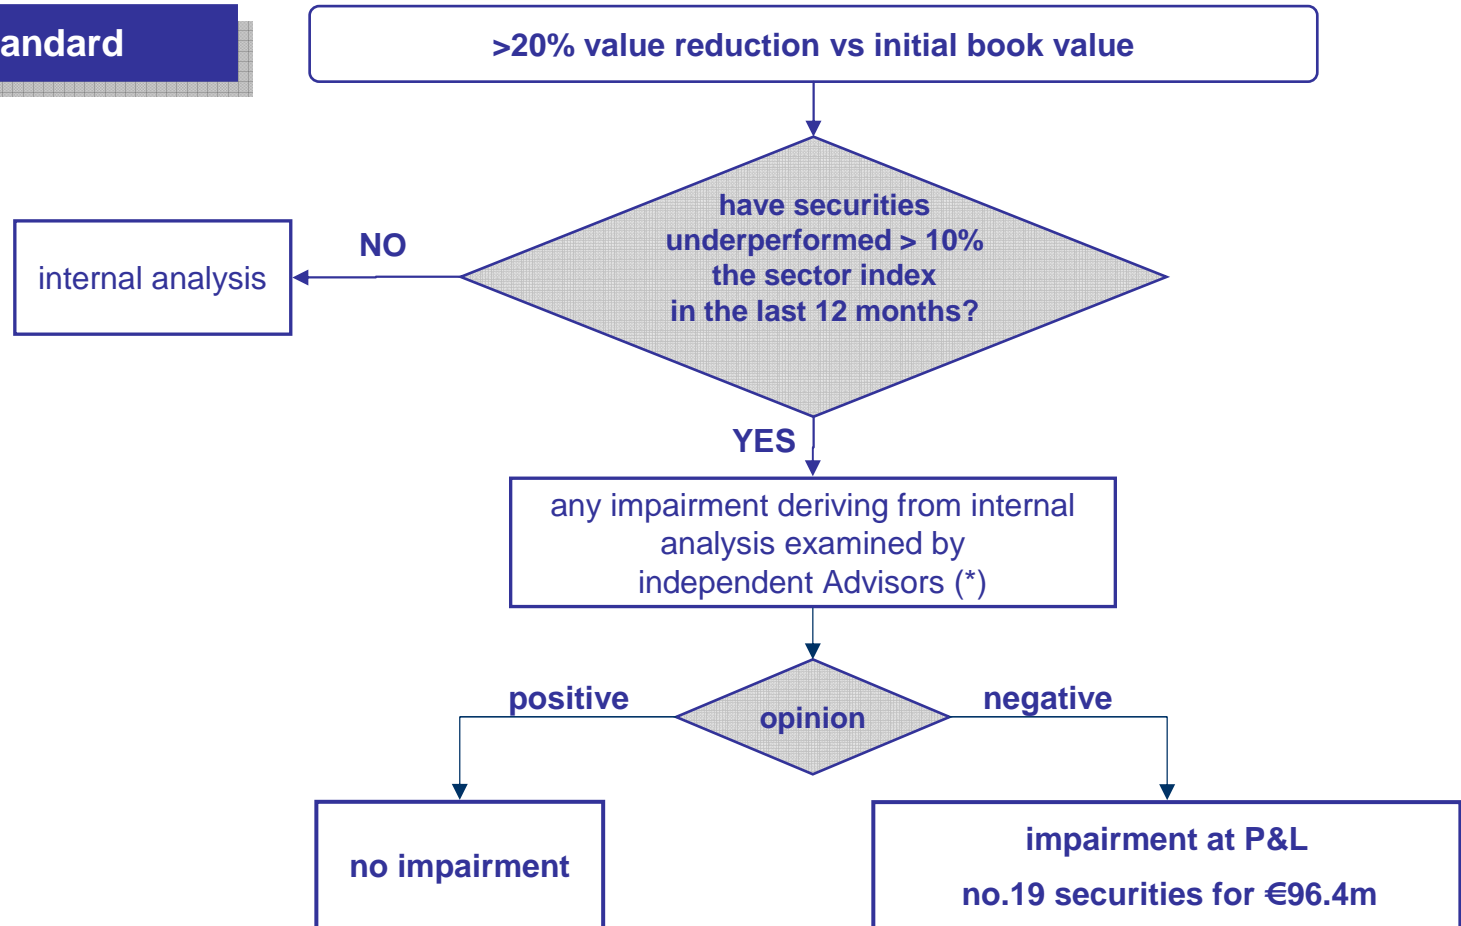 andard
>20% value reduction vs initial book value
have securities
underperformed > 10%
the sector index
in the last 12 months?
NO
internal analysis
YES
any impairment deriving from internal
analysis examined by
independent Advisors (*)
positive
opinion
negative
no impairment
impairment at P&L
no.19 securities for €96.4m